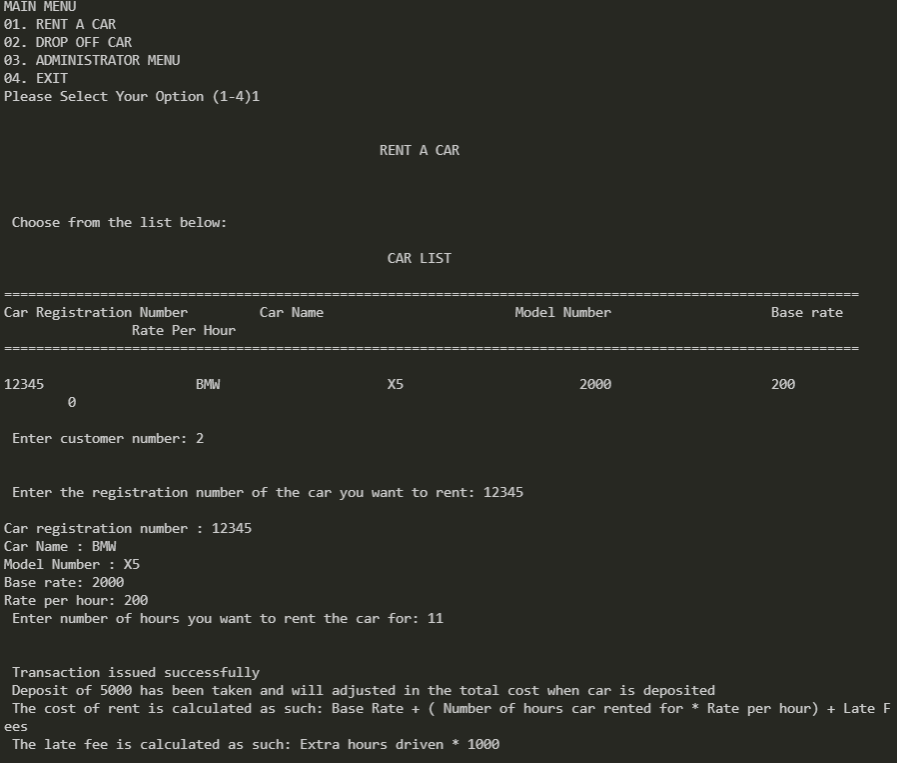 MAIN MENU
01. RENT A CAR
02. DROP OFF CAR
03. ADMINISTRATOR MENU
04. EXIT
Please Select Your Option (1-4)1
RENT A CAR
Choose from the list below:
CAR LIST
===========================================================================================================
Car Registration Number Car Name Model Number Base rate
Rate Per Hour
===========================================================================================================
12345 BMW X5 2000 200
0
Enter customer number: 2
Enter the registration number of the car you want to rent: 12345
Car registration number : 12345
Car Name : BMW
Model Number : X5
Base rate: 2000
Rate per hour: 200
Enter number of hours you want to rent the car for: 11
Transaction issued successfully
Deposit of 5000 has been taken and will adjusted in the total cost when car is deposited
The cost of rent is calculated as such: Base Rate + ( Number of hours car rented for * Rate per hour) + Late F
ees
The late fee is calculated as such: Extra hours driven * 1000